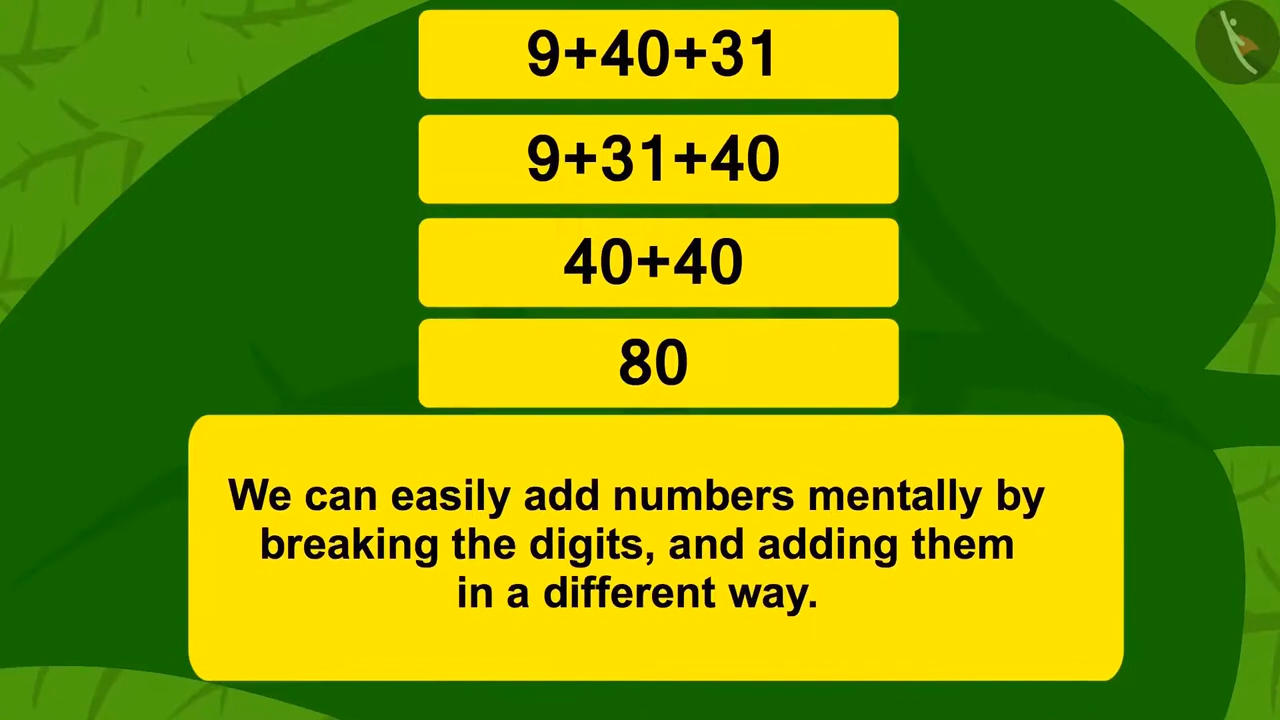 9+40+31
9+31+40
40+40
80
We can easily add numbers mentally by
breaking the digits, and adding them
in a different way.